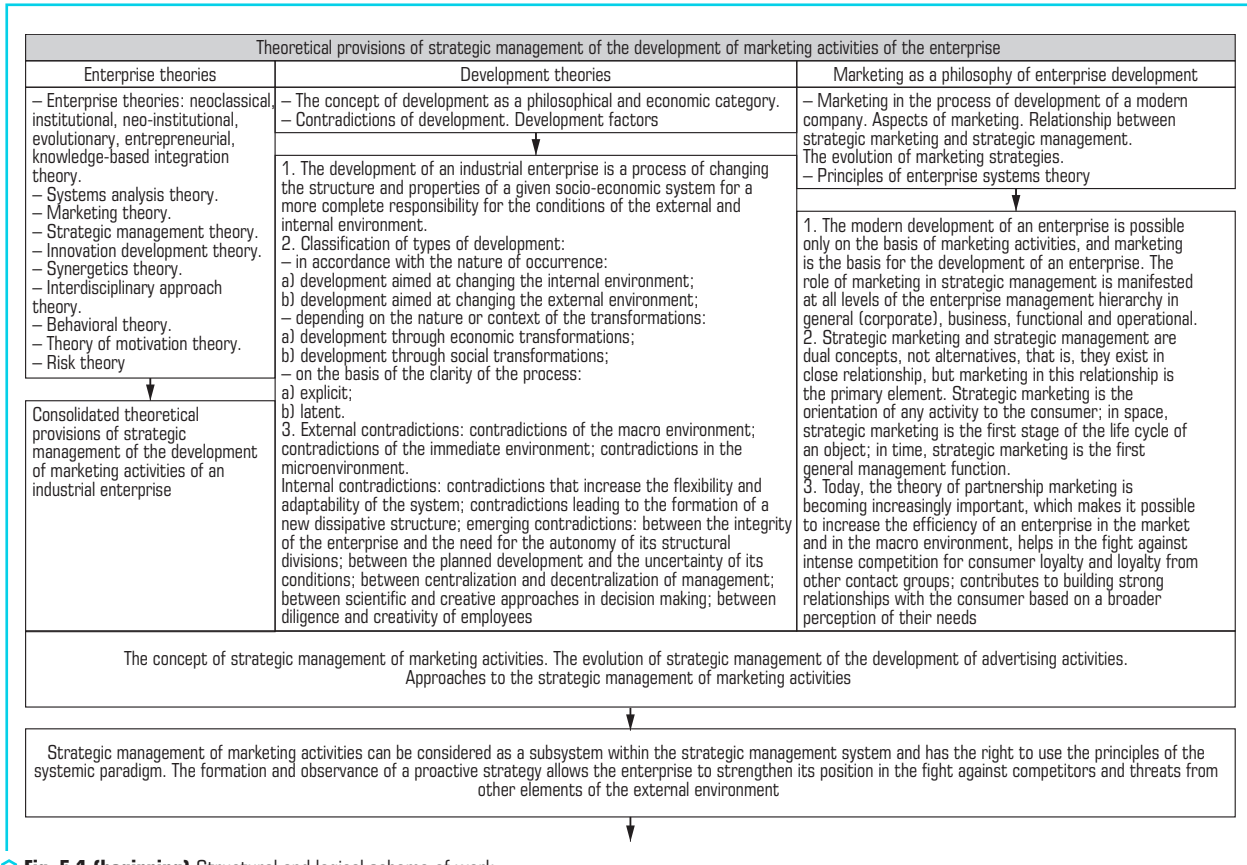 Theoretical provisions of strategic management of the development of marketing activities of the enterprise
Enterprise theories
– Enterprise theories: neoclassical,
institutional, neo-institutional,
evolutionary, entrepreneurial,
knowledge-based integration
theory.
– Systems analysis theory.
– Marketing theory.
– Strategic management theory.
– Innovation development theory.
– Synergetics theory.
– Interdisciplinary approach
theory.
– Behavioral theory.
– Theory of motivation theory.
– Risk theory
Consolidated theoretical
provisions of strategic
management of the development
of marketing activities of an
industrial enterprise
Development theories
– The concept of development as a philosophical and economic category.
– Contradictions of development. Development factors
1. The development of an industrial enterprise is a process of changing
the structure and properties of a given socio-economic system for a
more complete responsibility for the conditions of the external and
internal environment.
2. Classification of types of development:
– in accordance with the nature of occurrence:
a) development aimed at changing the internal environment;
b) development aimed at changing the external environment;
– depending on the nature or context of the transformations:
a) development through economic transformations;
b) development through social transformations;
– on the basis of the clarity of the process:
a) explicit;
b) latent.
3. External contradictions: contradictions of the macro environment;
contradictions of the immediate environment; contradictions in the
microenvironment.
Internal contradictions: contradictions that increase the flexibility and
adaptability of the system; contradictions leading to the formation of a
new dissipative structure; emerging contradictions: between the integrity
of the enterprise and the need for the autonomy of its structural
divisions; between the planned development and the uncertainty of its
conditions; between centralization and decentralization of management;
between scientific and creative approaches in decision making; between
diligence and creativity of employees
Marketing as a philosophy of enterprise development
– Marketing in the process of development of a modern
company. Aspects of marketing. Relationship between
strategic marketing and strategic management.
The evolution of marketing strategies.
– Principles of enterprise systems theory
1. The modern development of an enterprise is possible
only on the basis of marketing activities, and marketing
is the basis for the development of an enterprise. The
role of marketing in strategic management is manifested
at all levels of the enterprise management hierarchy in
general (corporate), business, functional and operational.
2. Strategic marketing and strategic management are
dual concepts, not alternatives, that is, they exist in
close relationship, but marketing in this relationship is
the primary element. Strategic marketing is the
orientation of any activity to the consumer; in space,
strategic marketing is the first stage of the life cycle of
an object; in time, strategic marketing is the first
general management function.
3. Today, the theory of partnership marketing is
becoming increasingly important, which makes it possible
to increase the efficiency of an enterprise in the market
and in the macro environment, helps in the fight against
intense competition for consumer loyalty and loyalty from
other contact groups; contributes to building strong
relationships with the consumer based on a broader
perception of their needs
The concept of strategic management of marketing activities. The evolution of strategic management of the development of advertising activities.
Approaches to the strategic management of marketing activities
Strategic management of marketing activities can be considered as a subsystem within the strategic management system and has the right to use the principles of the
systemic paradigm. The formation and observance of a proactive strategy allows the enterprise to strengthen its position in the fight against competitors and threats from
other elements of the external environment